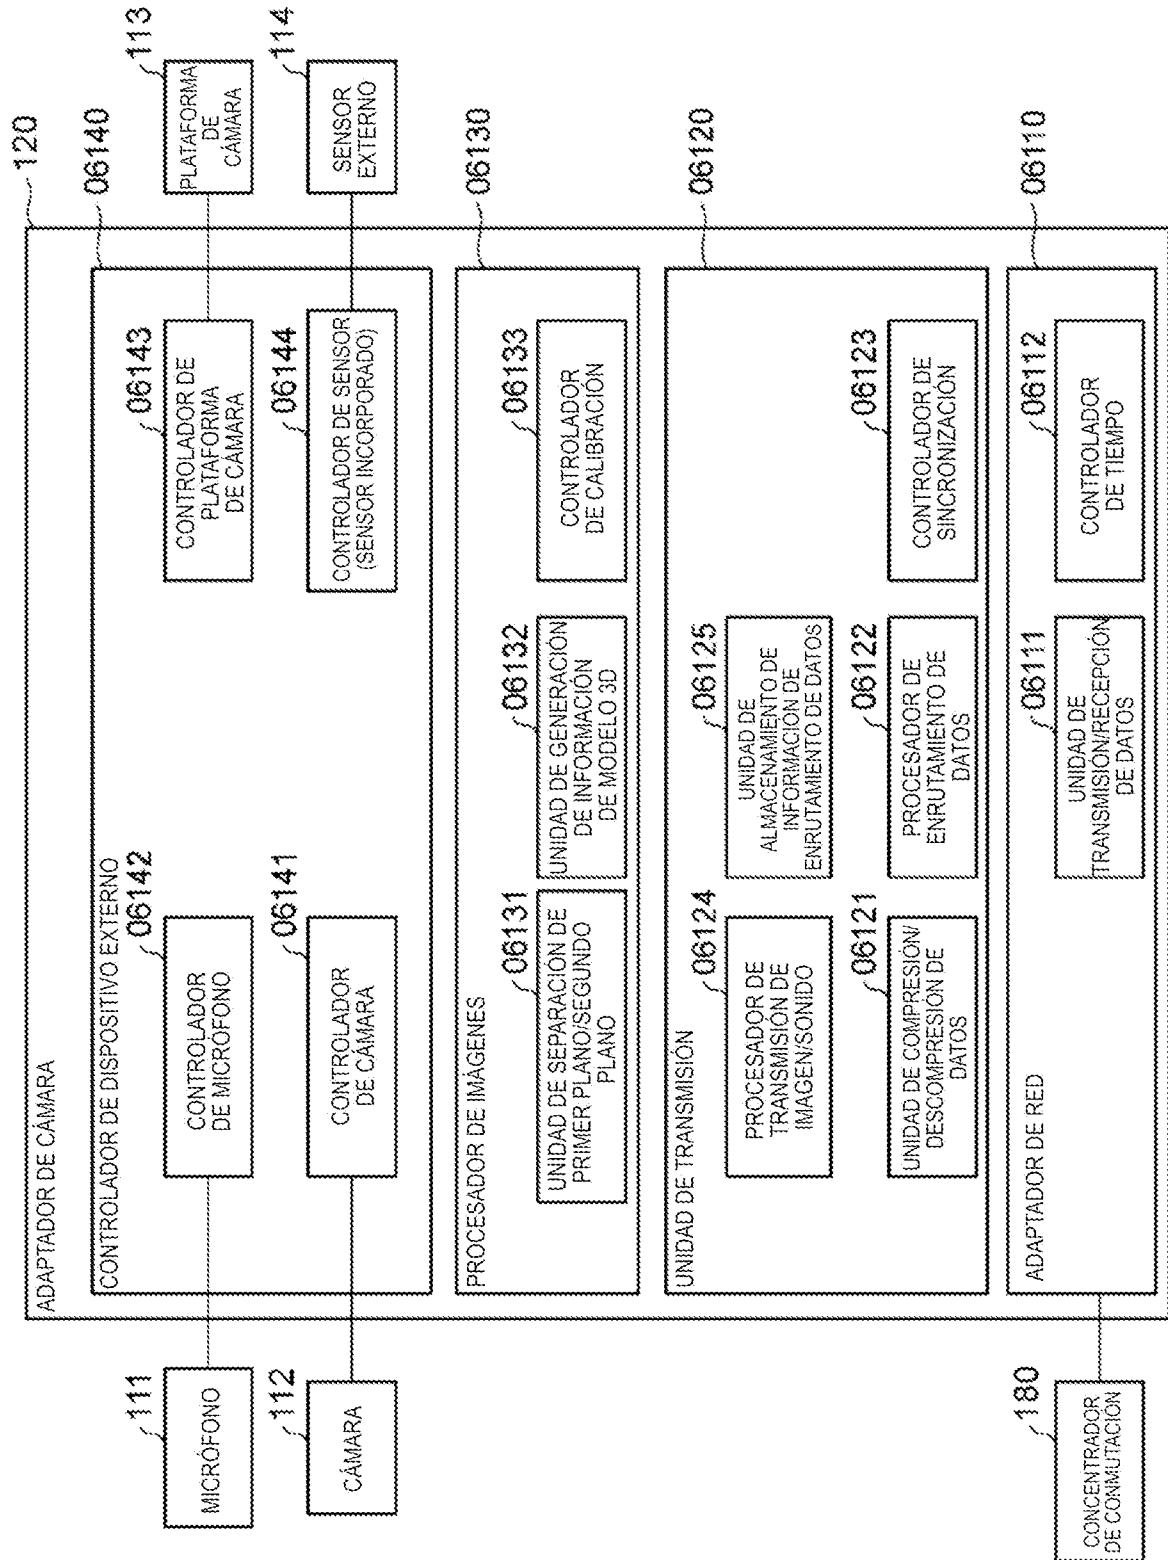 120
ADAPTADOR DE CÁMARA
06140
CONTROLADOR DE DISPOSITIVO EXTERNO
111
MICRÓFONO
06142
CONTROLADOR
DE MICRÓFONO
06143
CONTROLADOR DE
PLATAFORMA
DE CÁMARA
113
PLATAFORMA
DE
CÁMARA
112
CÁMARA
06141
CONTROLADOR
DE CÁMARA
06144
CONTROLADOR DE SENSOR
(SENSOR INCORPORADO)
114
SENSOR
EXTERNO
06130
PROCESADOR DE IMÁGENES
06131
UNIDAD DE SEPARACIÓN DE
PRIMER PLANO/SEGUNDO
PLANO
06132
UNIDAD DE GENERACIÓN
DE INFORMACIÓN
DE MODELO 3D
06133
CONTROLADOR
DE CALIBRACIÓN
06120
UNIDAD DE TRANSMISIÓN
06124
PROCESADOR DE
TRANSMISIÓN DE
IMAGEN/SONIDO
06125
UNIDAD DE
ALMACENAMIENTO DE
INFORMACIÓN DE
ENRUTAMIENTO DE DATOS
06121
UNIDAD DE COMPRESIÓN/
DESCOMPRESIÓN DE
DATOS
06122
PROCESADOR DE
ENRUTAMIENTO DE
DATOS
06123
CONTROLADOR DE
SINCRONIZACIÓN
06110
ADAPTADOR DE RED
180
CONCENTRADOR
DE CONMUTACIÓN
06111
UNIDAD DE
TRANSMISIÓN/RECEPCIÓN
DE DATOS
06112
CONTROLADOR
DE TIEMPO